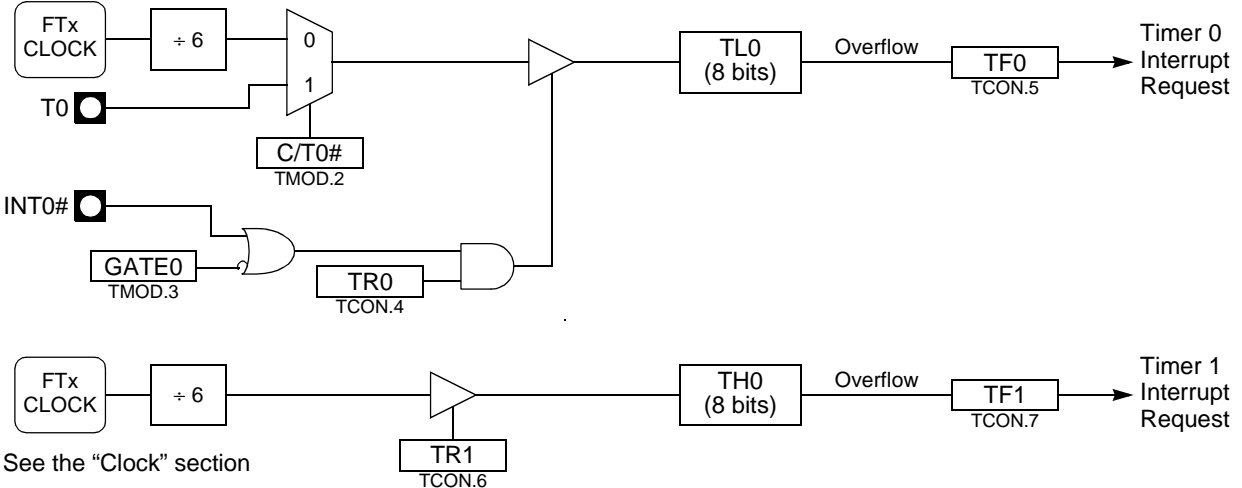 FTx
CLOCK
÷ 6
0
1
T0
C/T0#
TMOD.2
TL0
(8 bits)
Overflow
TF0
TCON.5
Timer 0
Interrupt
Request
INT0#
GATE0
TMOD.3
TR0
TCON.4
FTx
CLOCK
÷ 6
TR1
TCON.6
TH0
(8 bits)
Overflow
TF1
TCON.7
Timer 1
Interrupt
Request
See the “Clock” section